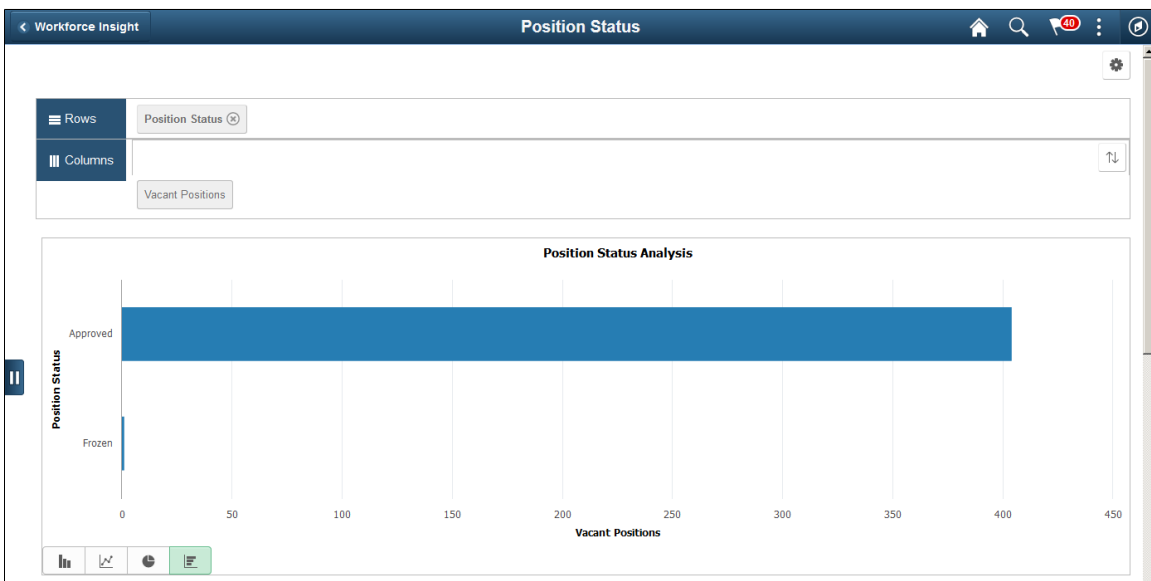 Workforce Insight
Position Status
40
Rows
Position Status
Columns
Vacant Positions
Position Status Analysis
Position Status
Approved
Frozen
0 50 100 150 200 250 300 350 400 450
Vacant Positions